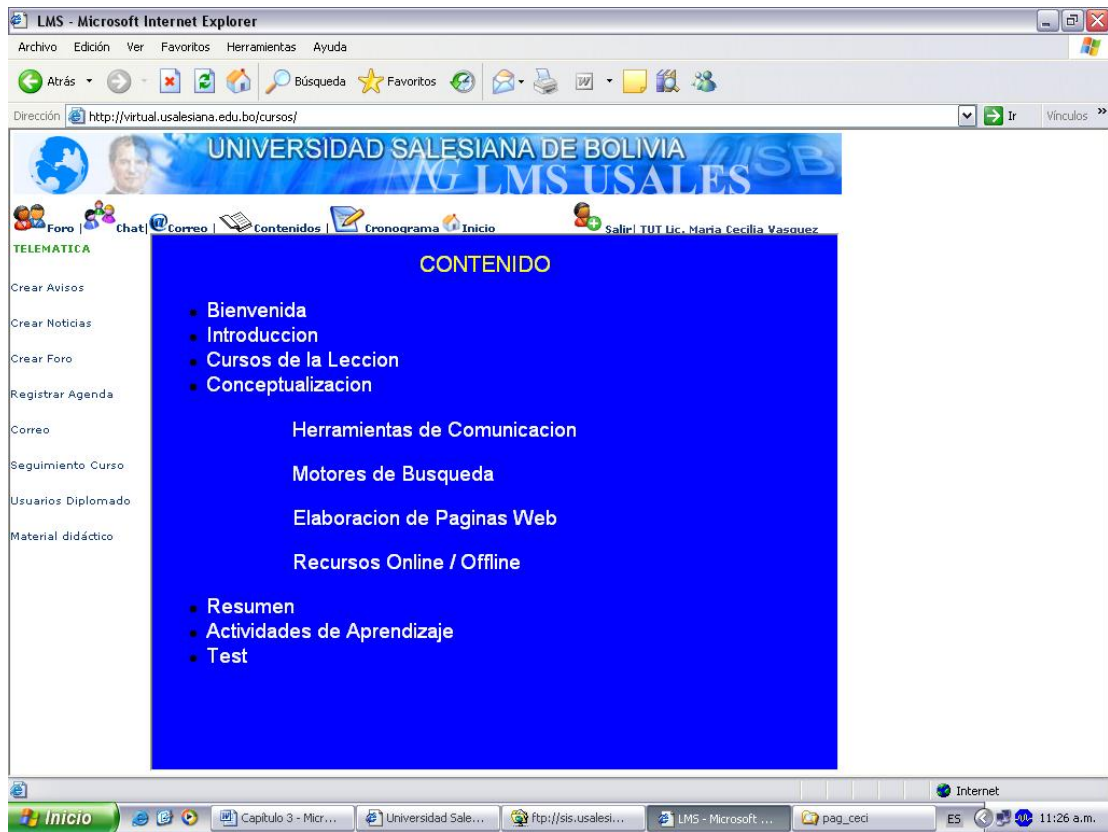 LMS - Microsoft Internet Explorer
Archivo Edición Ver Favoritos Herramientas Ayuda
Atrás Búsqueda Favoritos
Dirección http://virtual.usalesiana.edu.bo/cursos/ Ir Vínculos »
UNIVERSIDAD SALESIANA DE BOLIVIA
USB
NG LMS USALES
Foro | Chat| Correo | Contenidos | Cronograma Inicio Salir| TUT Lic. Maria Cecilia Vasquez
TELEMATICA
Crear Avisos
Crear Noticias
Crear Foro
Registrar Agenda
Correo
Seguimiento Curso
Usuarios Diplomado
Material didáctico
CONTENIDO
Bienvenida
Introduccion
Cursos de la Leccion
Conceptualizacion
Herramientas de Comunicacion
Motores de Busqueda
Elaboracion de Paginas Web
Recursos Online / Offline
Resumen
Actividades de Aprendizaje
Test
Internet
Inicio Capítulo 3 - Micr... Universidad Sale... ftp://sis.usalesi... LMS - Microsoft ... pag_ceci ES 11:26 a.m.